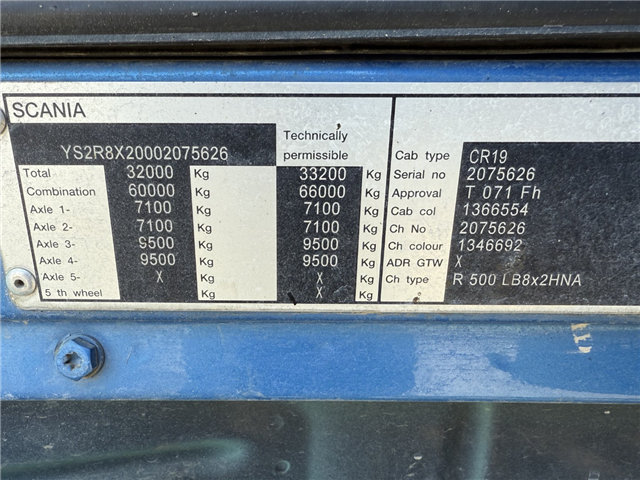 SCANIA
Technically
permissible
YS2R8X20002075626
Total 32000 Kg 33200 Kg
Combination 60000 Kg 66000 Kg
Axle 1- 7100 Kg 7100 Kg
Axle 2- 7100 Kg 7100 Kg
Axle 3- 9500 Kg 9500 Kg
Axle 4- 9500 Kg 9500 Kg
Axle 5- X Kg X Kg
5 th wheel Kg X Kg
Cab type CR19
Serial no 2075626
Approval T 071 Fh
Cab col 1366554
Ch No 2075626
Ch colour 1346692
ADR GTW X
Ch type R 500 LB8x2HNA